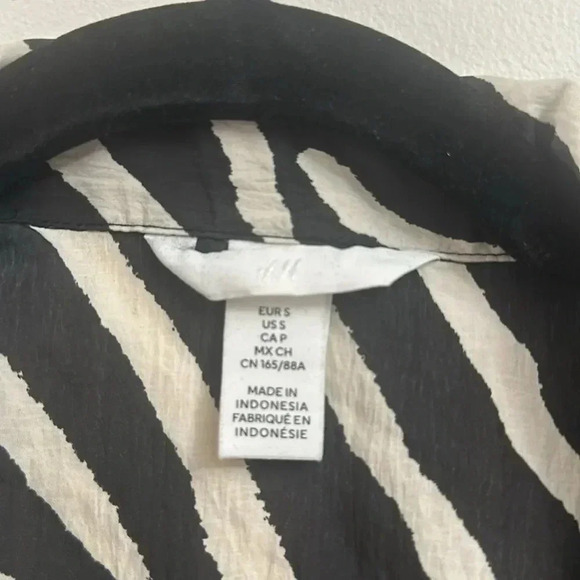 H&M
EUR S
US S
CA P
MX CH
CN 165/88A
MADE IN
INDONESIA
FABRIQUÉ EN
INDONÉSIE